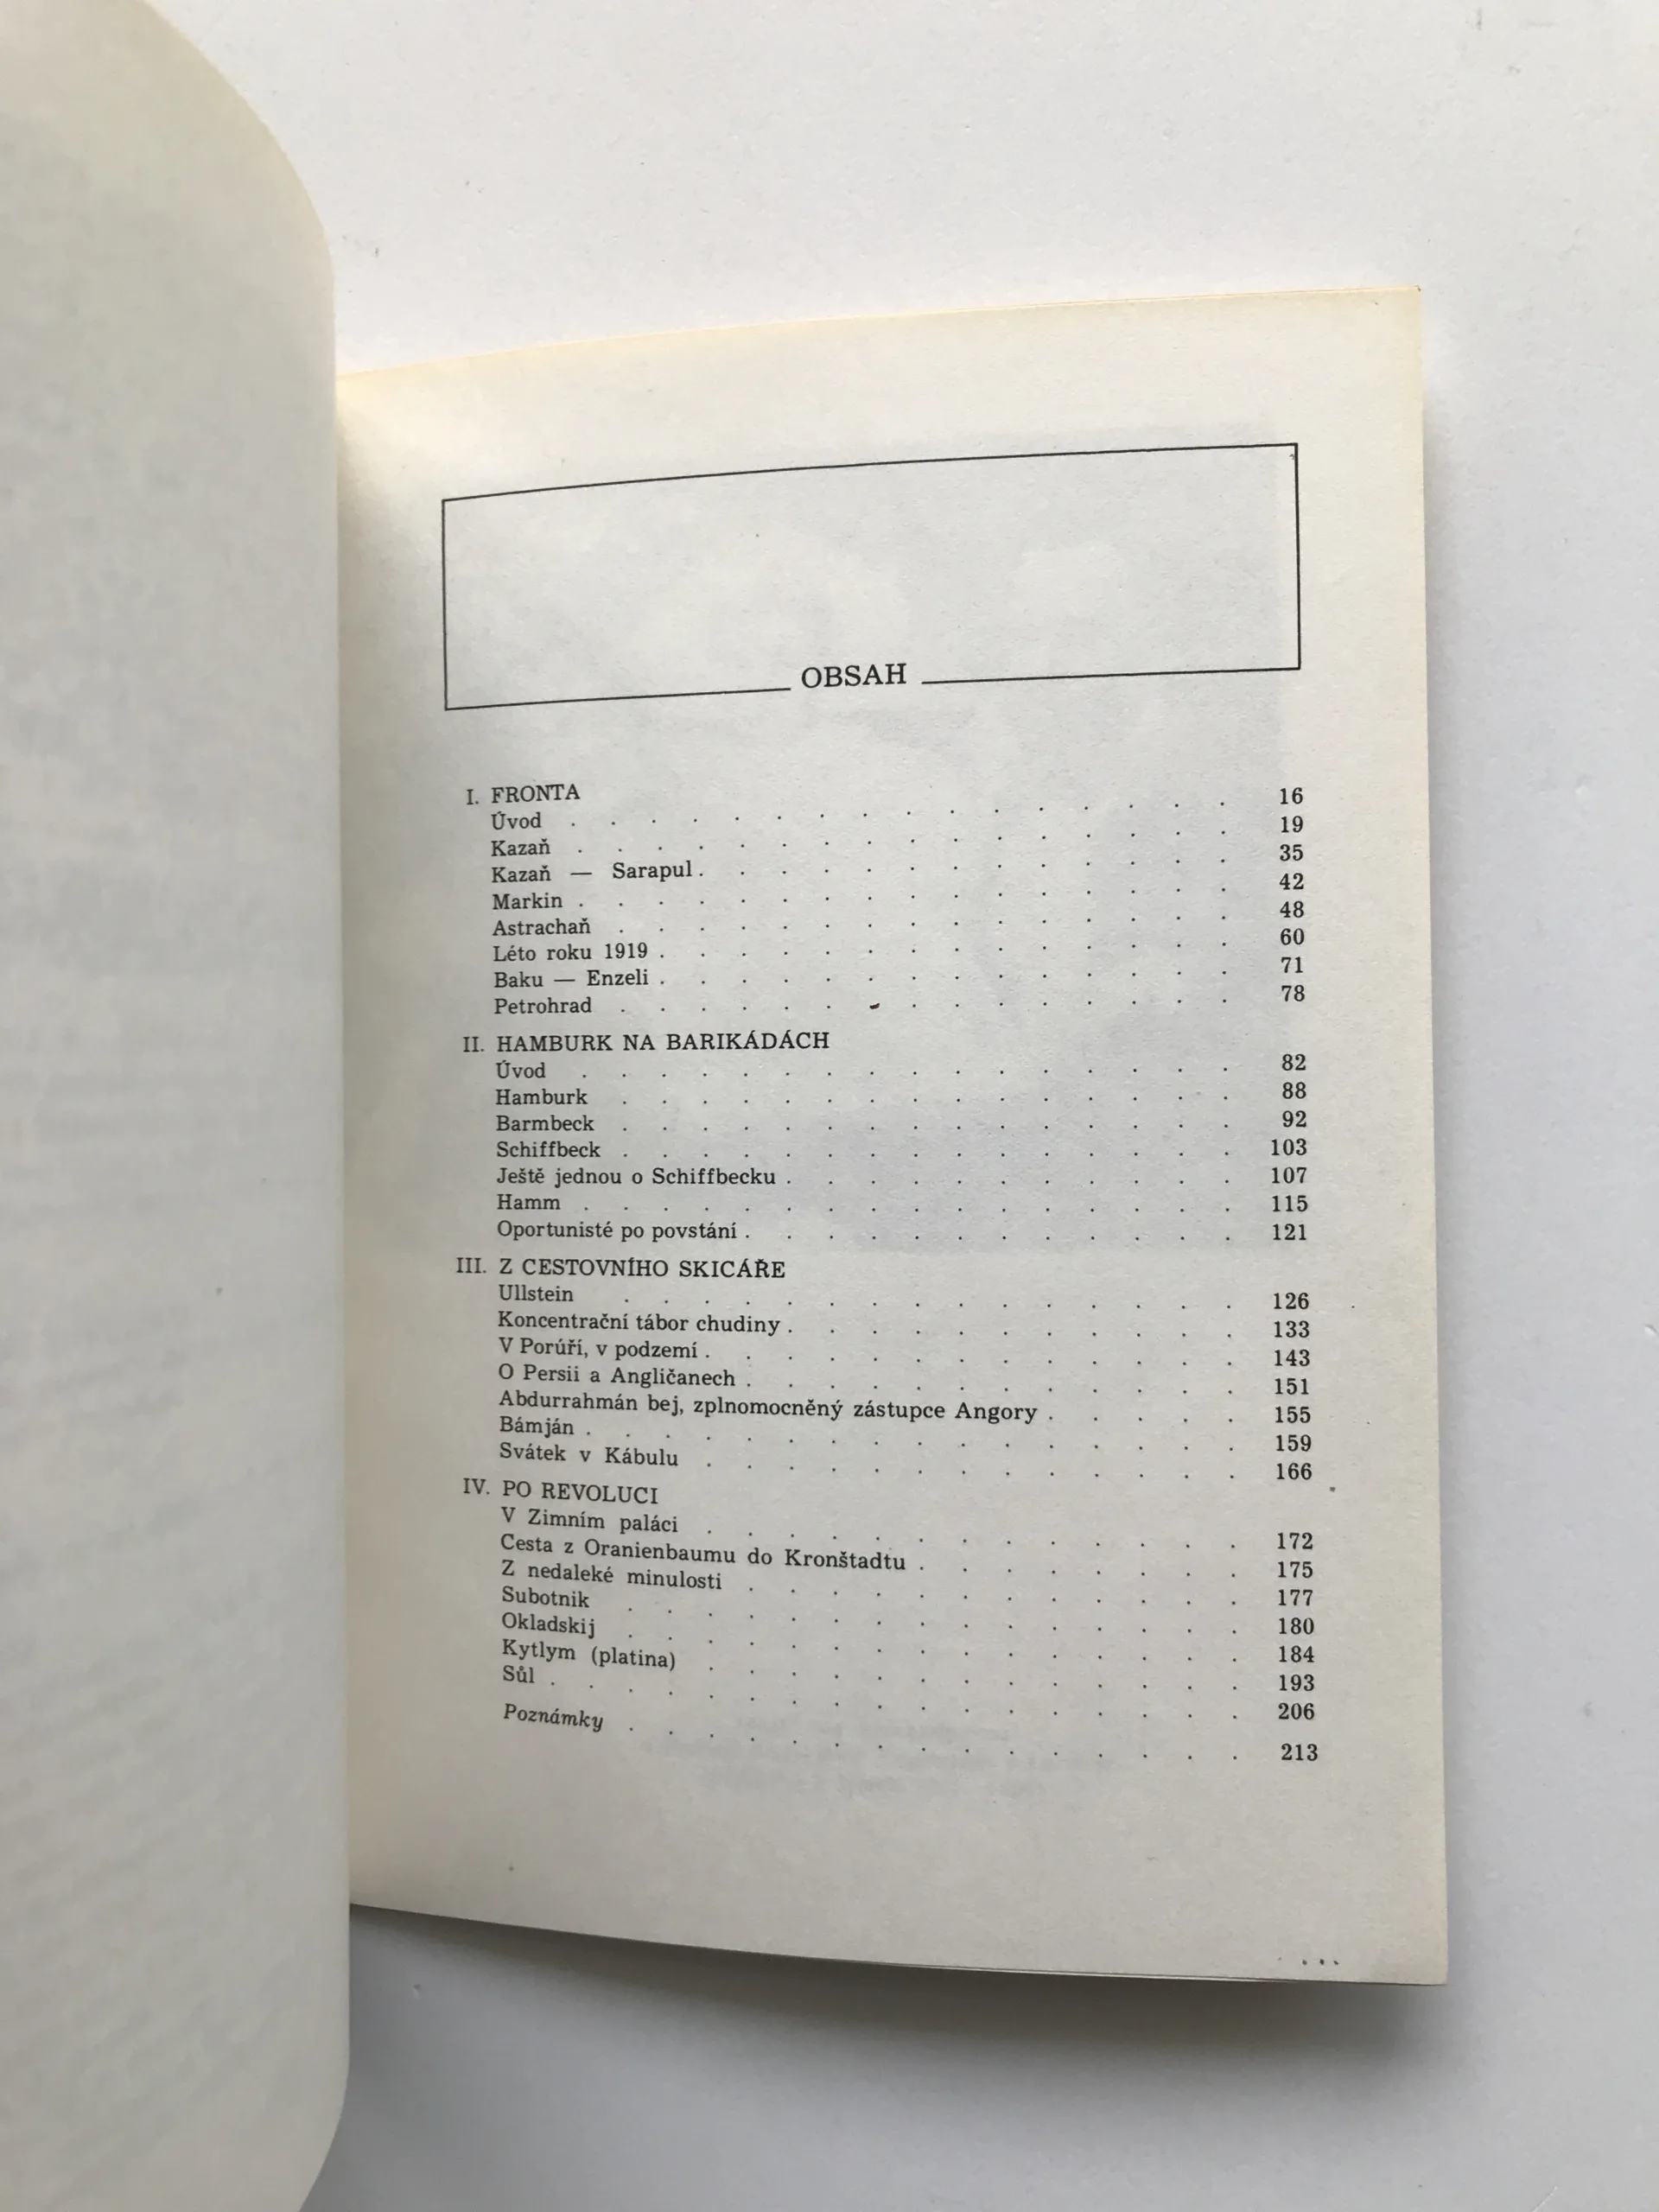 OBSAH
I. FRONTA
Úvod . . . . . . . . . . . . . . . . 16
Kazaň . . . . . . . . . . . . . . . . 19
Kazaň — Sarapul . . . . . . . . . . . . . 35
Markin . . . . . . . . . . . . . . . . 42
Astrachaň . . . . . . . . . . . . . . . 48
Léto roku 1919 . . . . . . . . . . . . . . 60
Baku — Enzeli . . . . . . . . . . . . . . 71
Petrohrad . . . . . . . . . . . . . . . 78
II. HAMBURK NA BARIKÁDÁCH
Úvod . . . . . . . . . . . . . . . . 82
Hamburk . . . . . . . . . . . . . . . 88
Barmbeck . . . . . . . . . . . . . . . 92
Schiffbeck . . . . . . . . . . . . . . . 103
Ještě jednou o Schiffbecku . . . . . . . . . . . 107
Hamm . . . . . . . . . . . . . . . . 115
Oportunisté po povstání . . . . . . . . . . . . 121
III. Z CESTOVNÍHO SKICÁŘE
Ullstein . . . . . . . . . . . . . . . 126
Koncentrační tábor chudiny . . . . . . . . . . . 133
V Porúří, v podzemí . . . . . . . . . . . . . 143
O Persii a Angličanech . . . . . . . . . . . . 151
Abdurrahmán bej, zplnomocněný zástupce Angory . . . . . 155
Bámján . . . . . . . . . . . . . . . . 159
Svátek v Kábulu . . . . . . . . . . . . . 166
IV. PO REVOLUCI
V Zimním paláci . . . . . . . . . . . . . 172
Cesta z Oranienbaumu do Kronštadtu . . . . . . . . 175
Z nedaleké minulosti . . . . . . . . . . . . 177
Subotnik . . . . . . . . . . . . . . . 180
Okladskij . . . . . . . . . . . . . . . 184
Kytlym (platina) . . . . . . . . . . . . . 193
Sůl . . . . . . . . . . . . . . . . . 206
Poznámky . . . . . . . . . . . . . . . 213